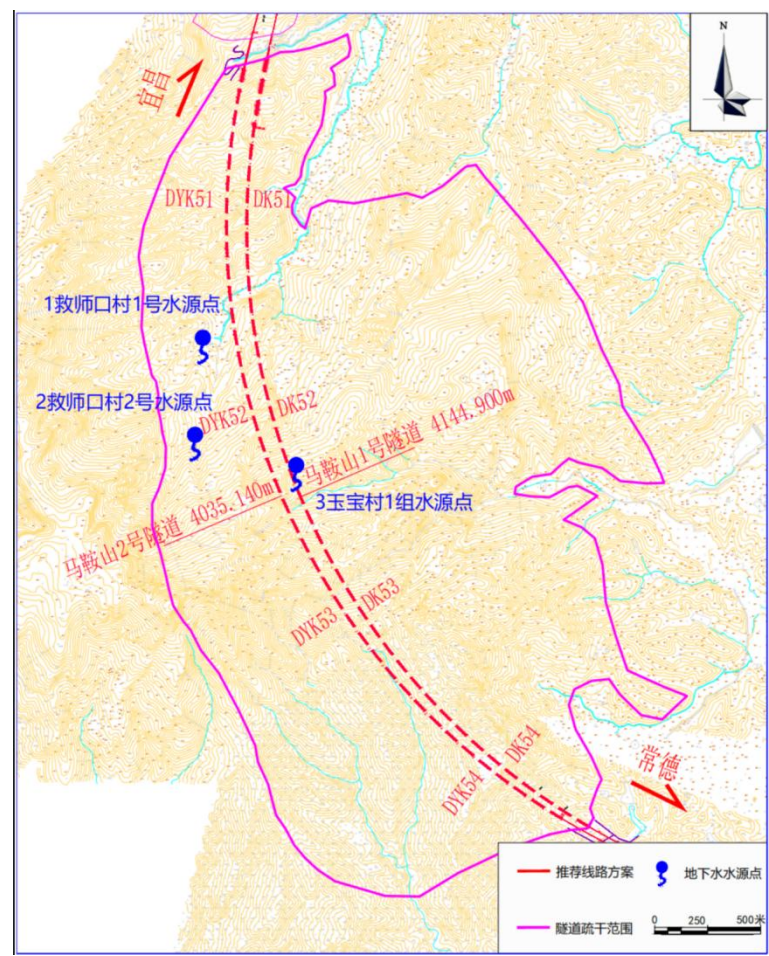 N
宜昌
DYK51
DK51
1救师口村1号水源点
2救师口村2号水源点
DYK52
DK52
马鞍山1号隧道 4144.900m
3玉宝村1组水源点
马鞍山2号隧道 4035.140m
DK53
DYK53
DK54
DYK54
常德
推荐线路方案
地下水水源点
隧道疏干范围
0 250 500米